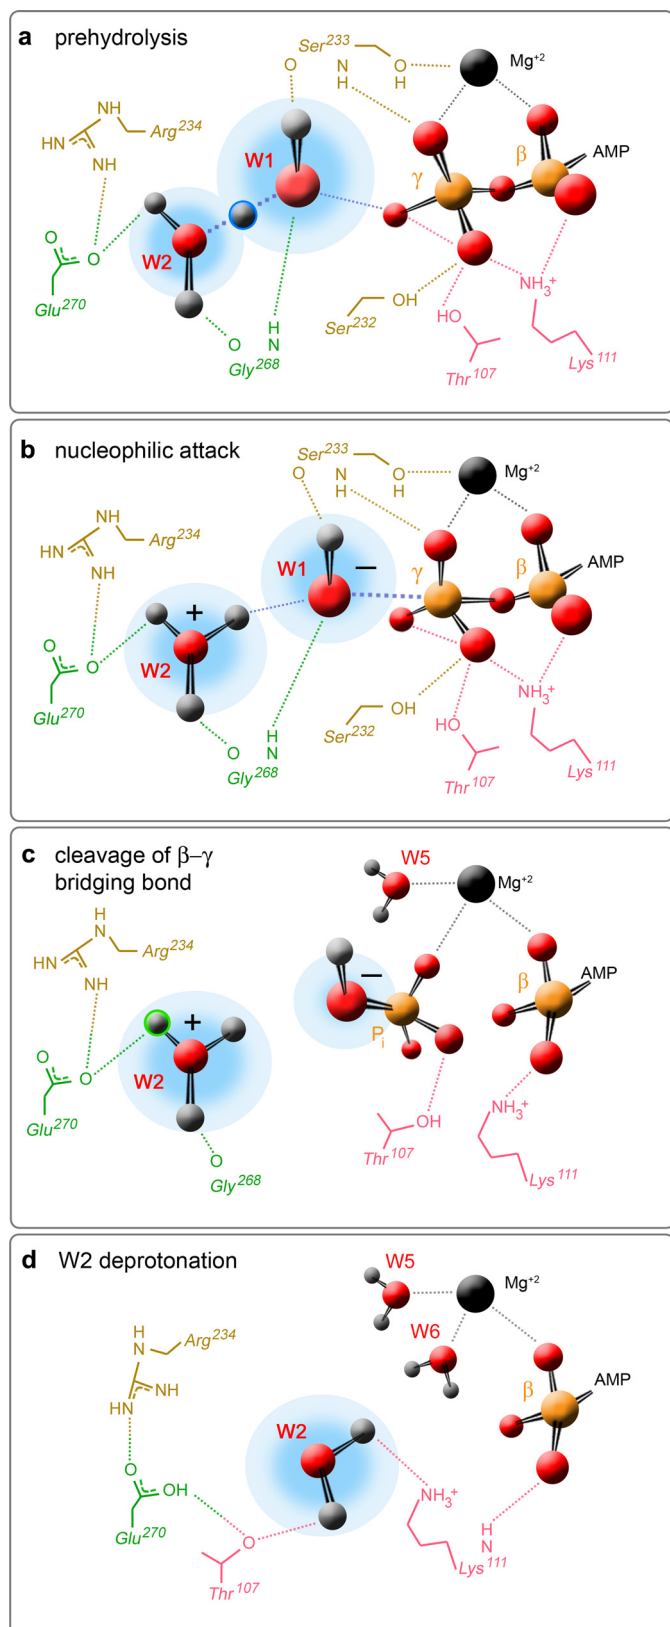 a prehydrolysis
Ser233
O
N
H
O
H
Mg+2
NH
Arg234
HN
NH
W1
γ
β
AMP
W2
O
O
Glu270
H
N
O
Gly268
OH
Ser232
HO
Thr107
NH3+
Lys111
b nucleophilic attack
Ser233
O
N
H
O
H
Mg+2
H
N
Arg234
HN
NH
W1
–
γ
β
AMP
+
W2
O
O
Glu270
H
N
O
Gly268
OH
Ser232
HO
Thr107
NH3+
Lys111
c cleavage of β–γ
bridging bond
W5
Mg+2
H
N
Arg234
HN
NH
–
β
AMP
+
W2
Pi
O
O
Glu270
O
Gly268
OH
Thr107
NH3+
Lys111
d W2 deprotonation
W5
Mg+2
W6
H
N
Arg234
NH
HN
β
AMP
W2
O
OH
Glu270
O
Thr107
NH3+
H
N
Lys111